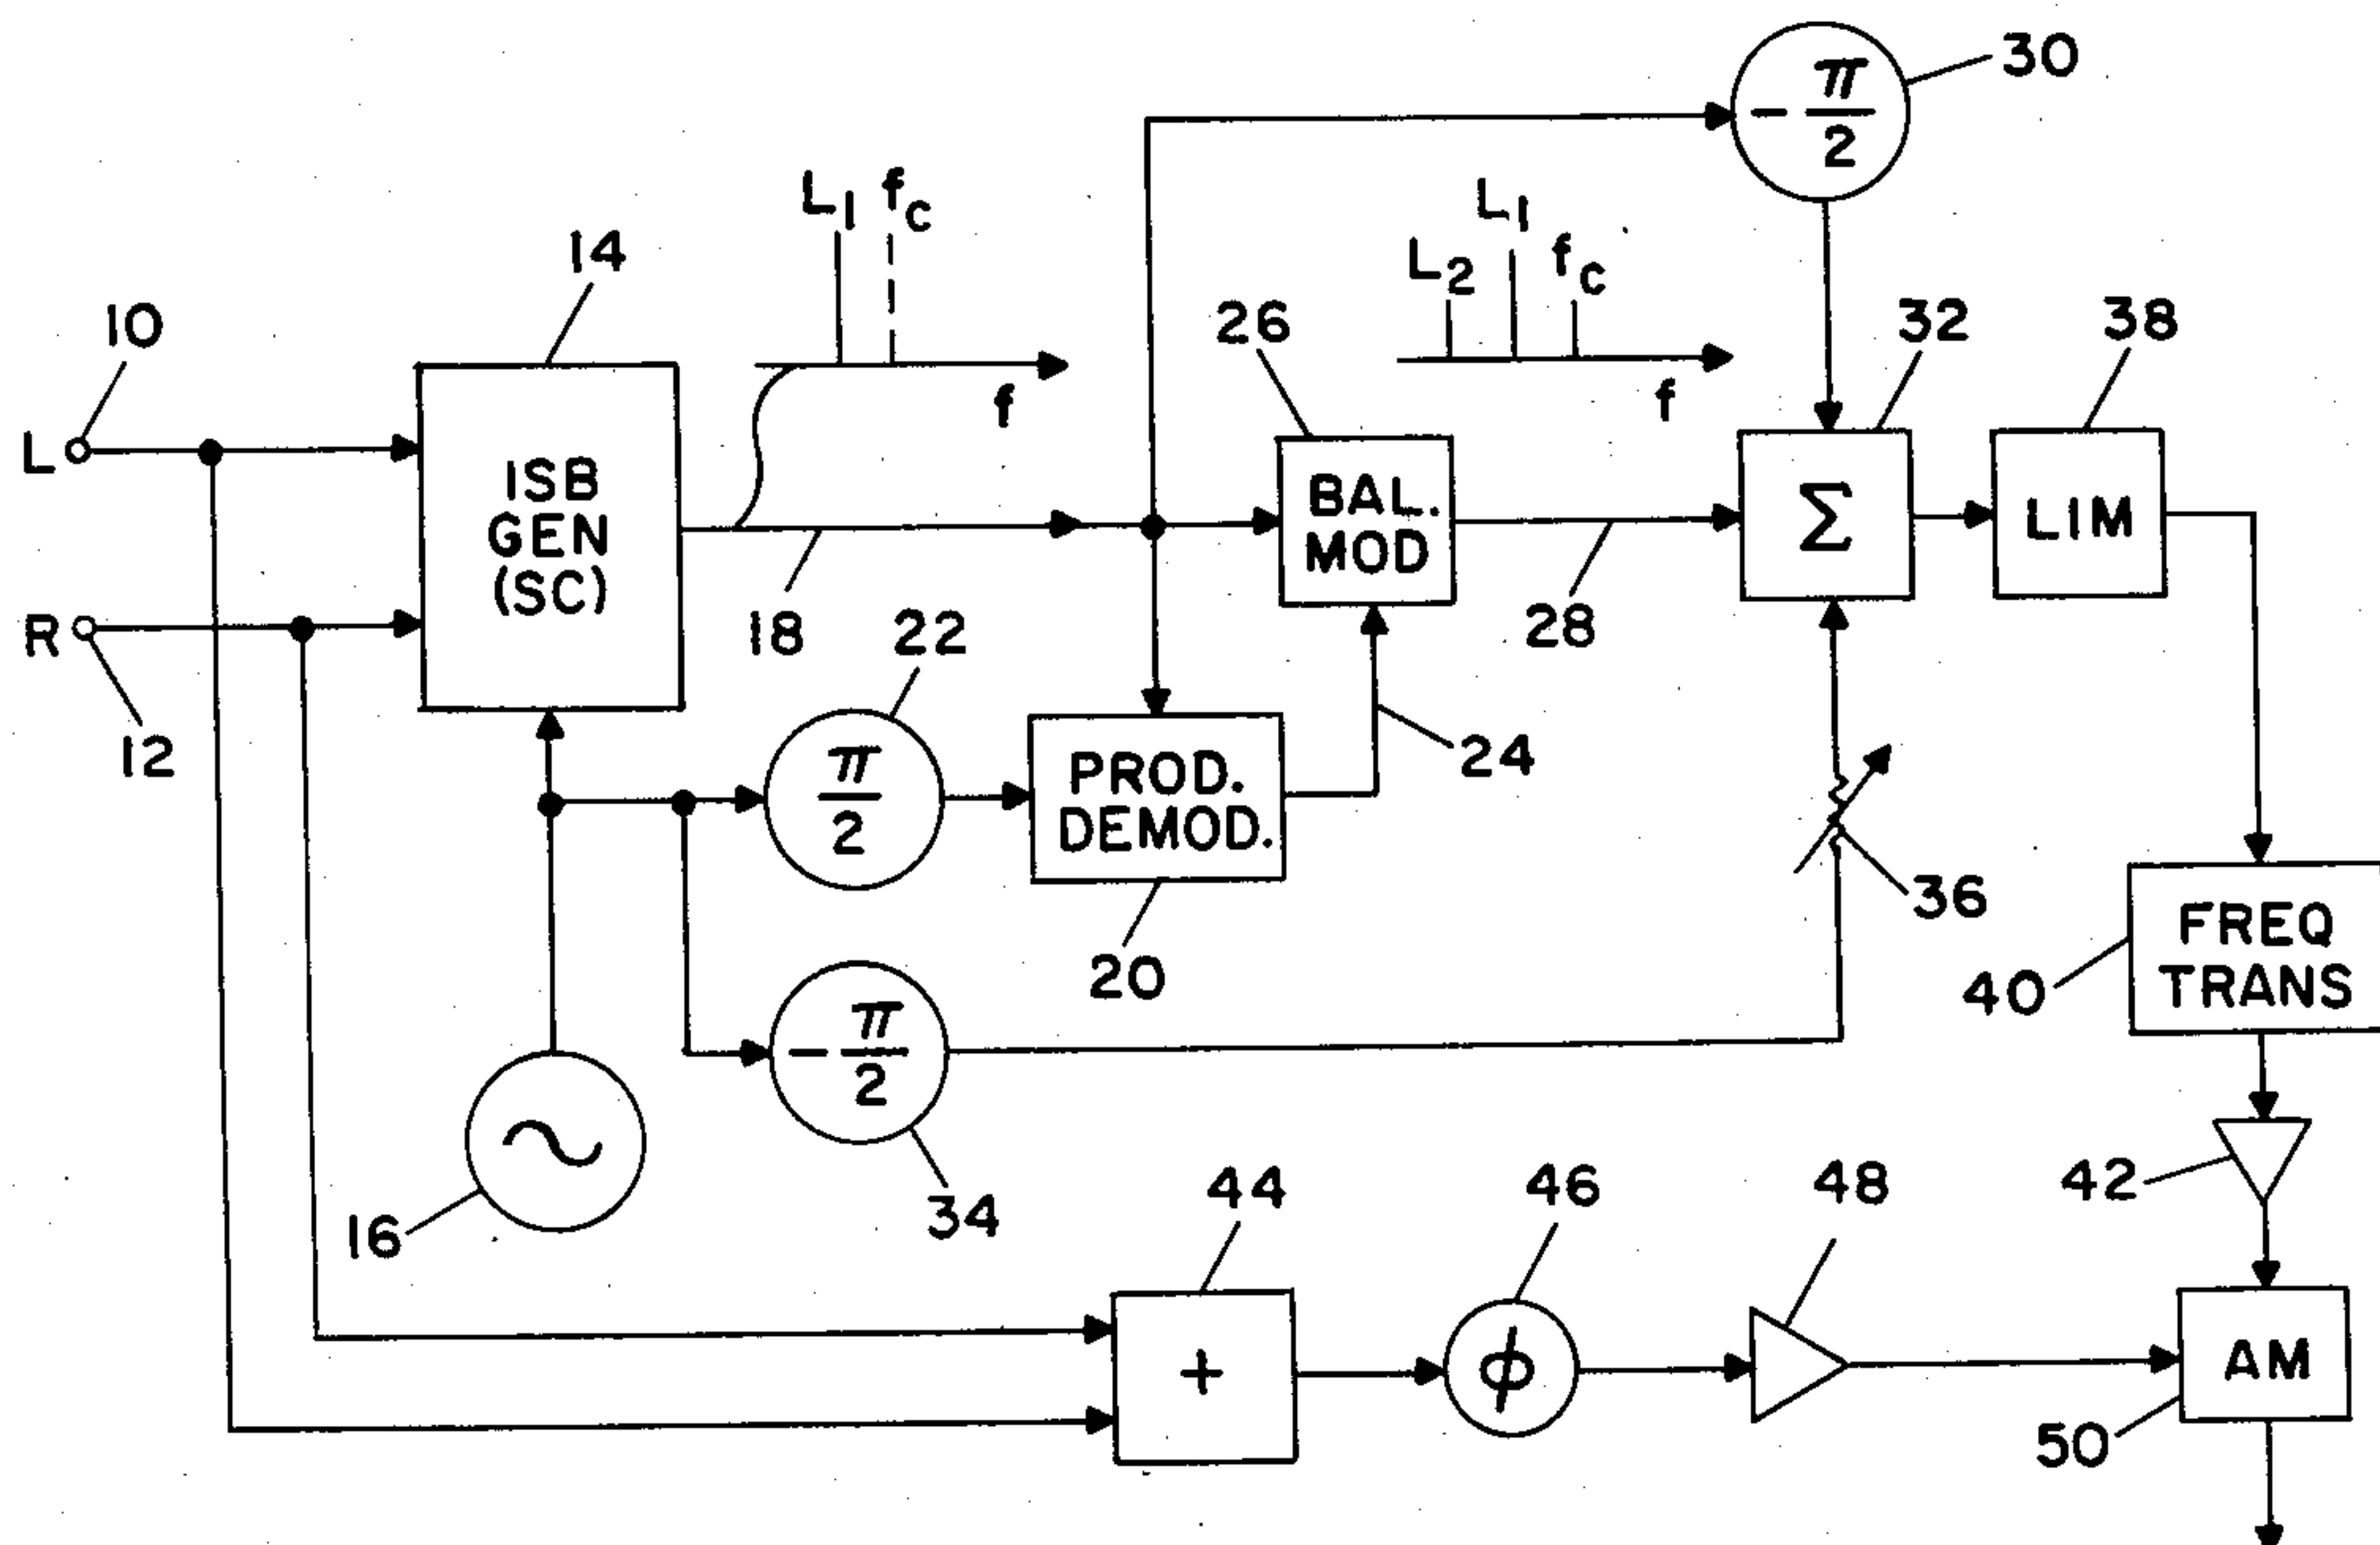 30
- π/2
L1 fc
14
L1
L2 fc
10
26
32
38
f
f
L
ISB
GEN
(SC)
BAL.
MOD
Σ
LIM
R
18
22
28
12
π/2
PROD.
DEMOD.
24
36
FREQ
TRANS
20
40
- π/2
16
34
44
46
48
42
+
ϕ
AM
50